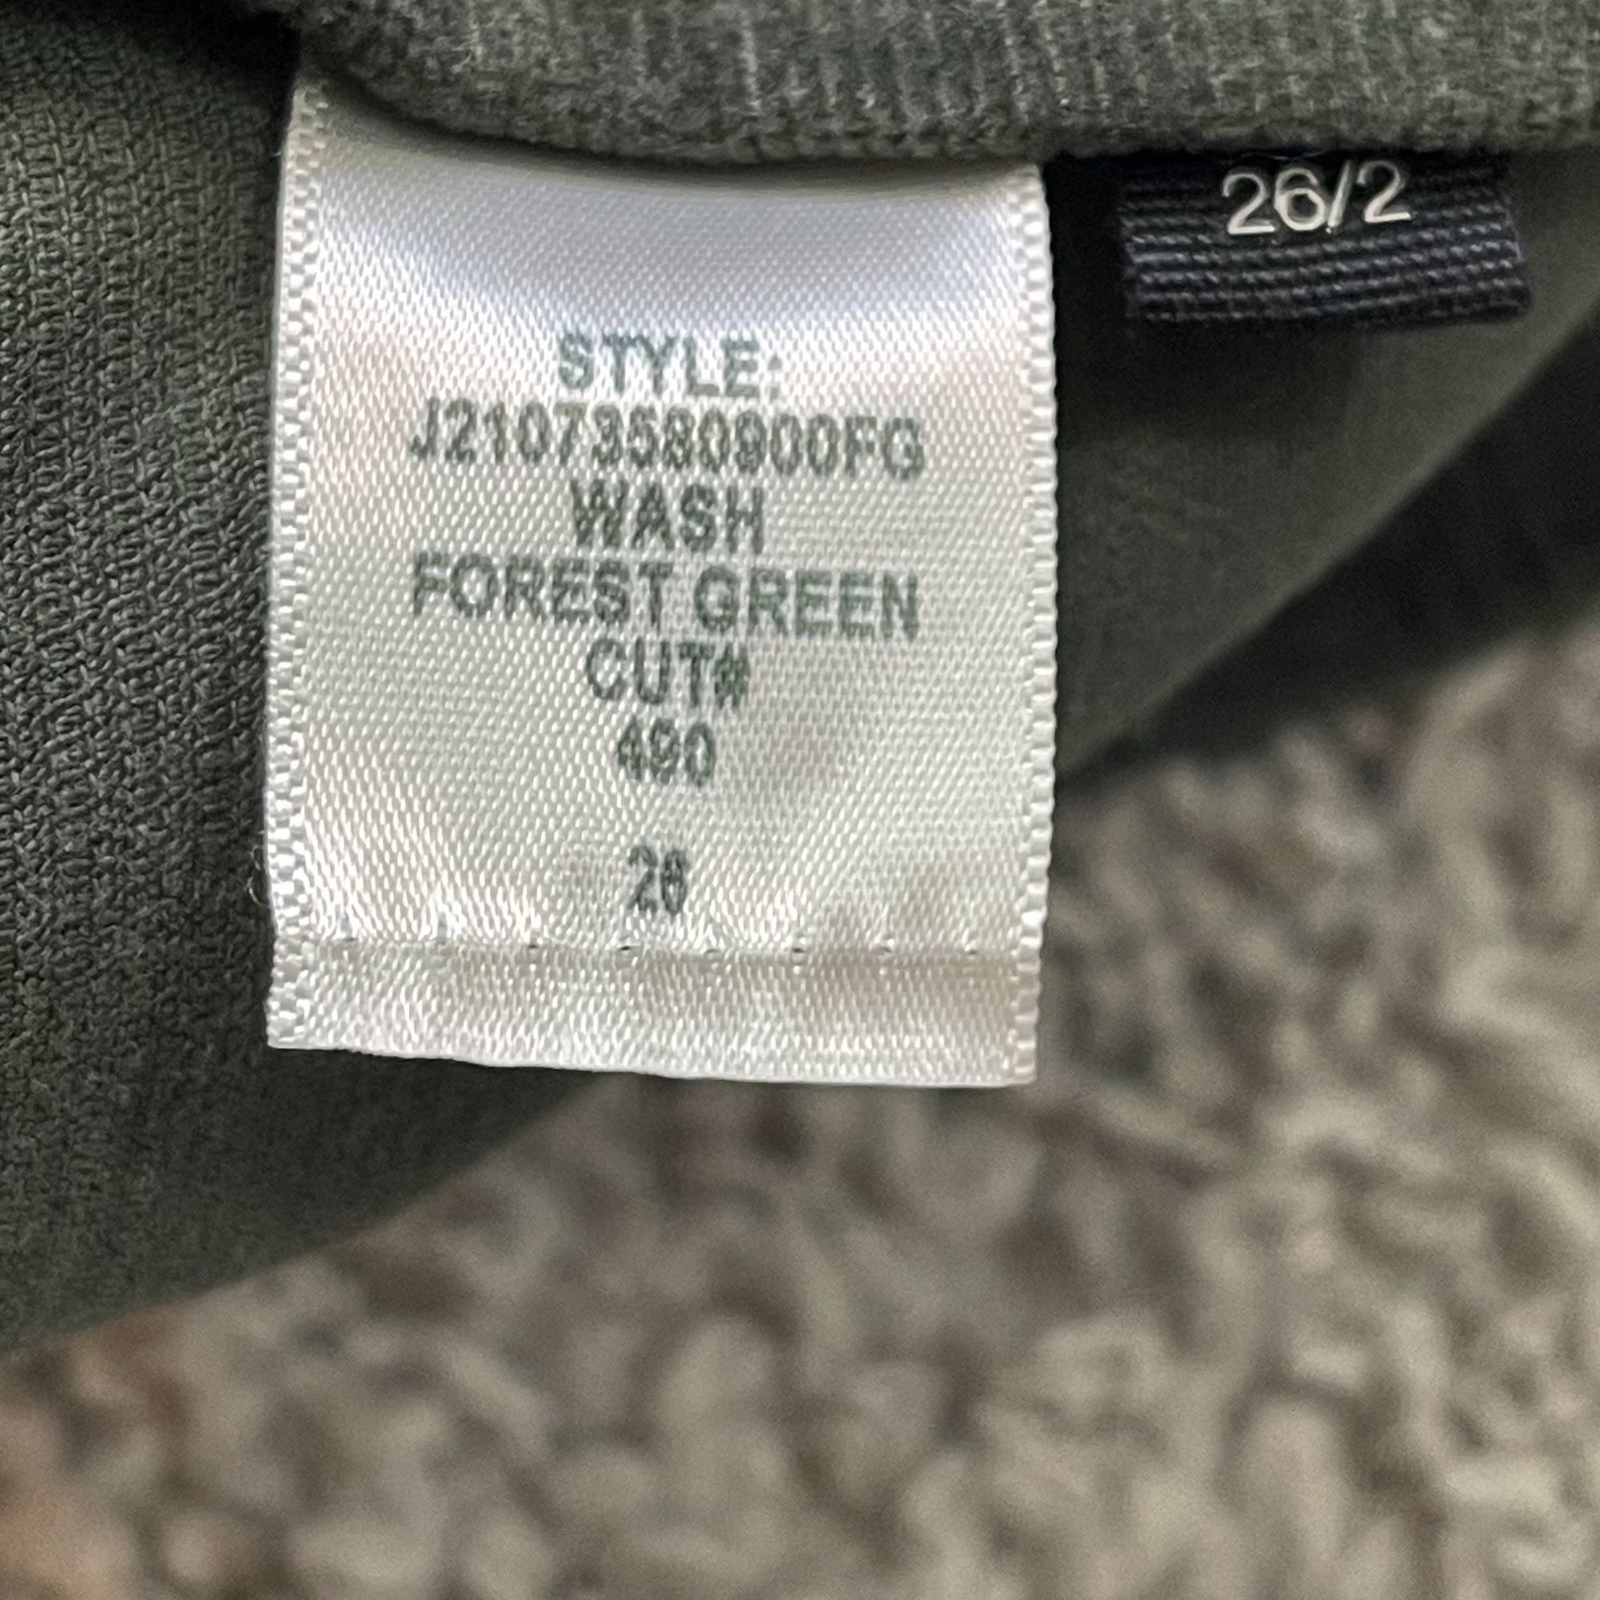 26/2
STYLE:
J21073580900FG
WASH
FOREST GREEN
CUT#
490
26